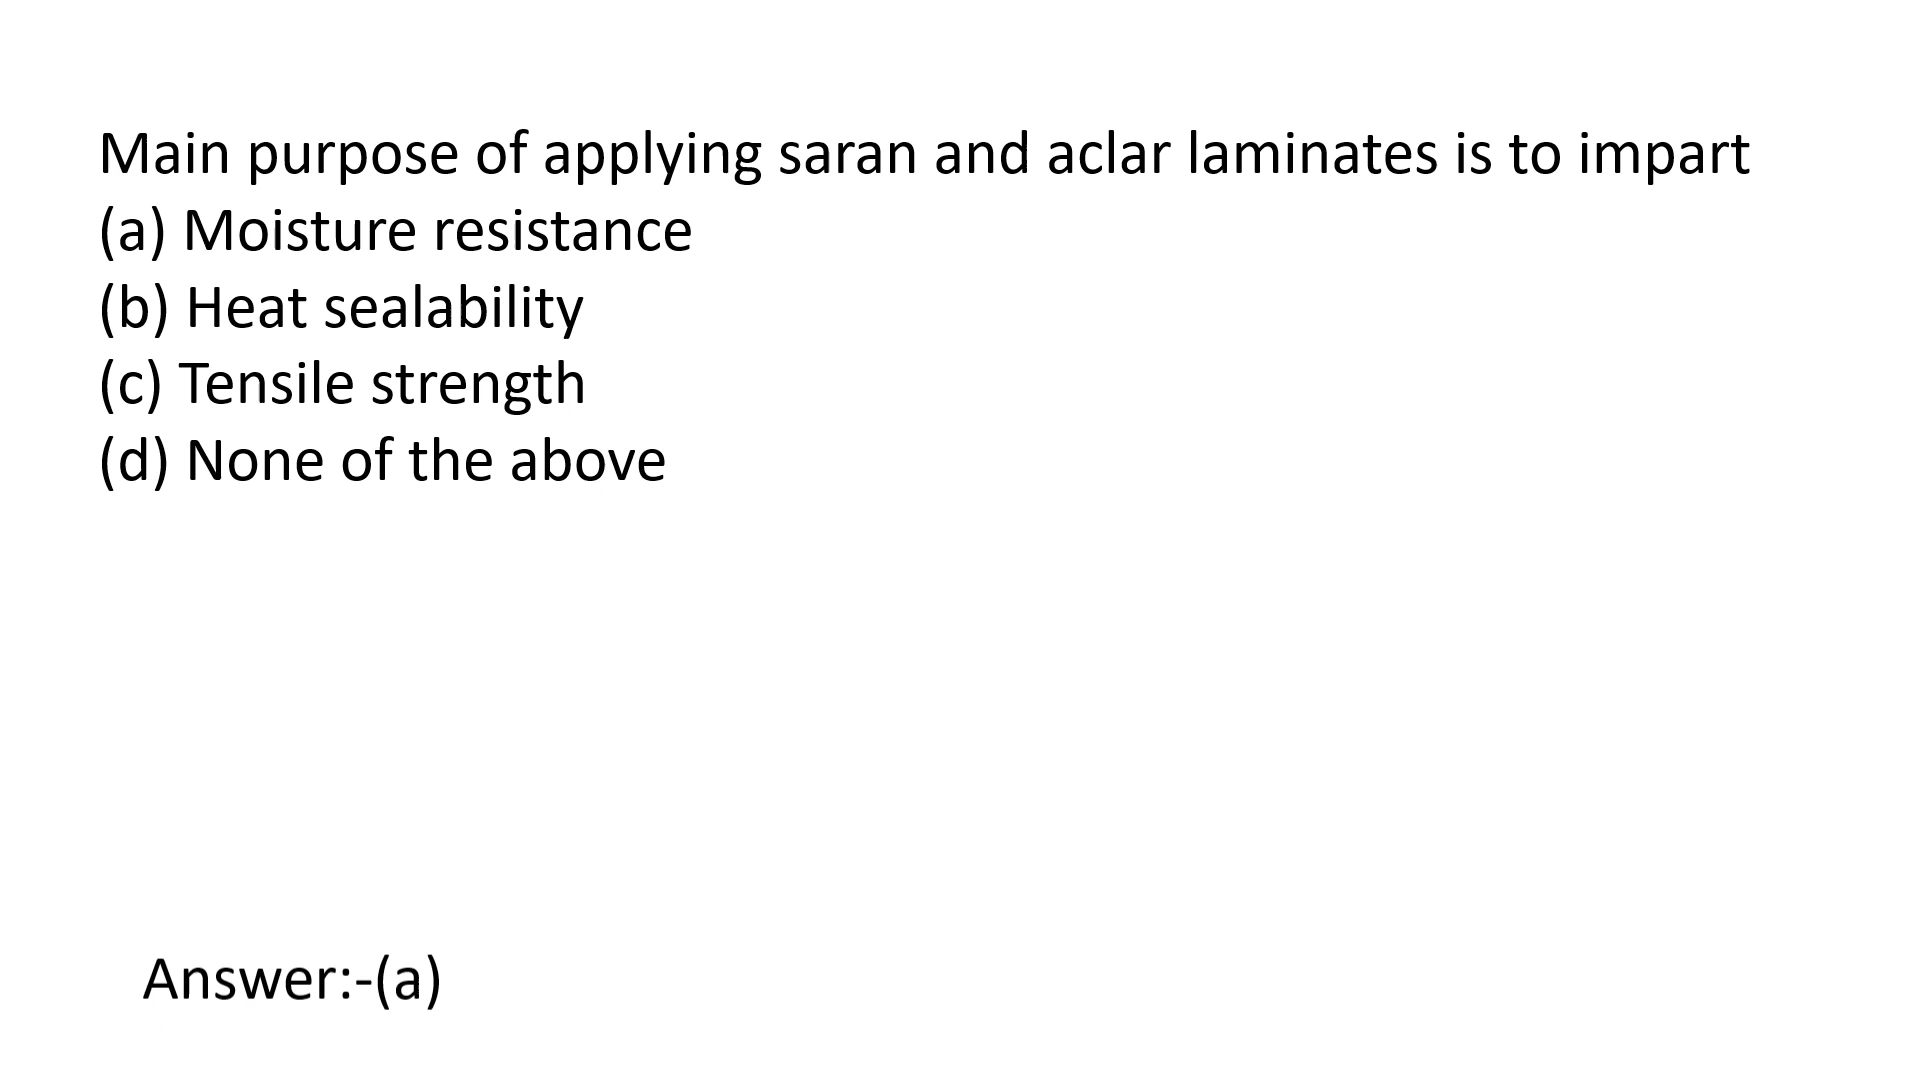 Main purpose of applying saran and aclar laminates is to impart
(a) Moisture resistance
(b) Heat sealability
(c) Tensile strength
(d) None of the above
Answer:-(a)